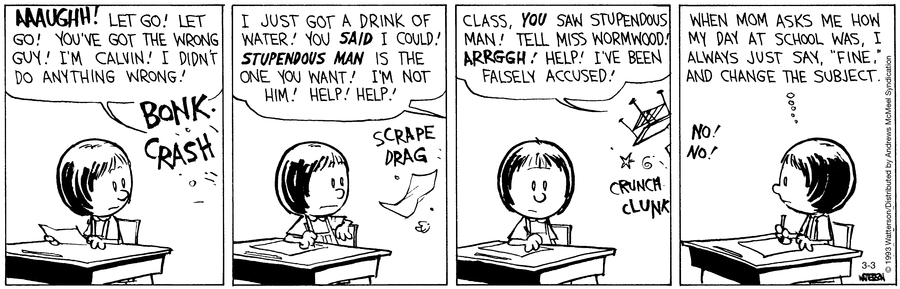 AAAUGHH! LET GO! LET
GO! YOU'VE GOT THE WRONG
GUY! I'M CALVIN! I DIDN'T
DO ANYTHING WRONG!
BONK
CRASH
I JUST GOT A DRINK OF
WATER! YOU SAID I COULD!
STUPENDOUS MAN IS THE
ONE YOU WANT! I'M NOT
HIM! HELP! HELP!
SCRAPE
DRAG
CLASS, YOU SAW STUPENDOUS
MAN! TELL MISS WORMWOOD!
ARRGGH! HELP! I'VE BEEN
FALSELY ACCUSED!
CRUNCH
CLUNK
WHEN MOM ASKS ME HOW
MY DAY AT SCHOOL WAS, I
ALWAYS JUST SAY, "FINE,"
AND CHANGE THE SUBJECT.
NO!
NO!
3-3
WATTERSON
© 1993 Watterson/Distributed by Andrews McMeel Syndication